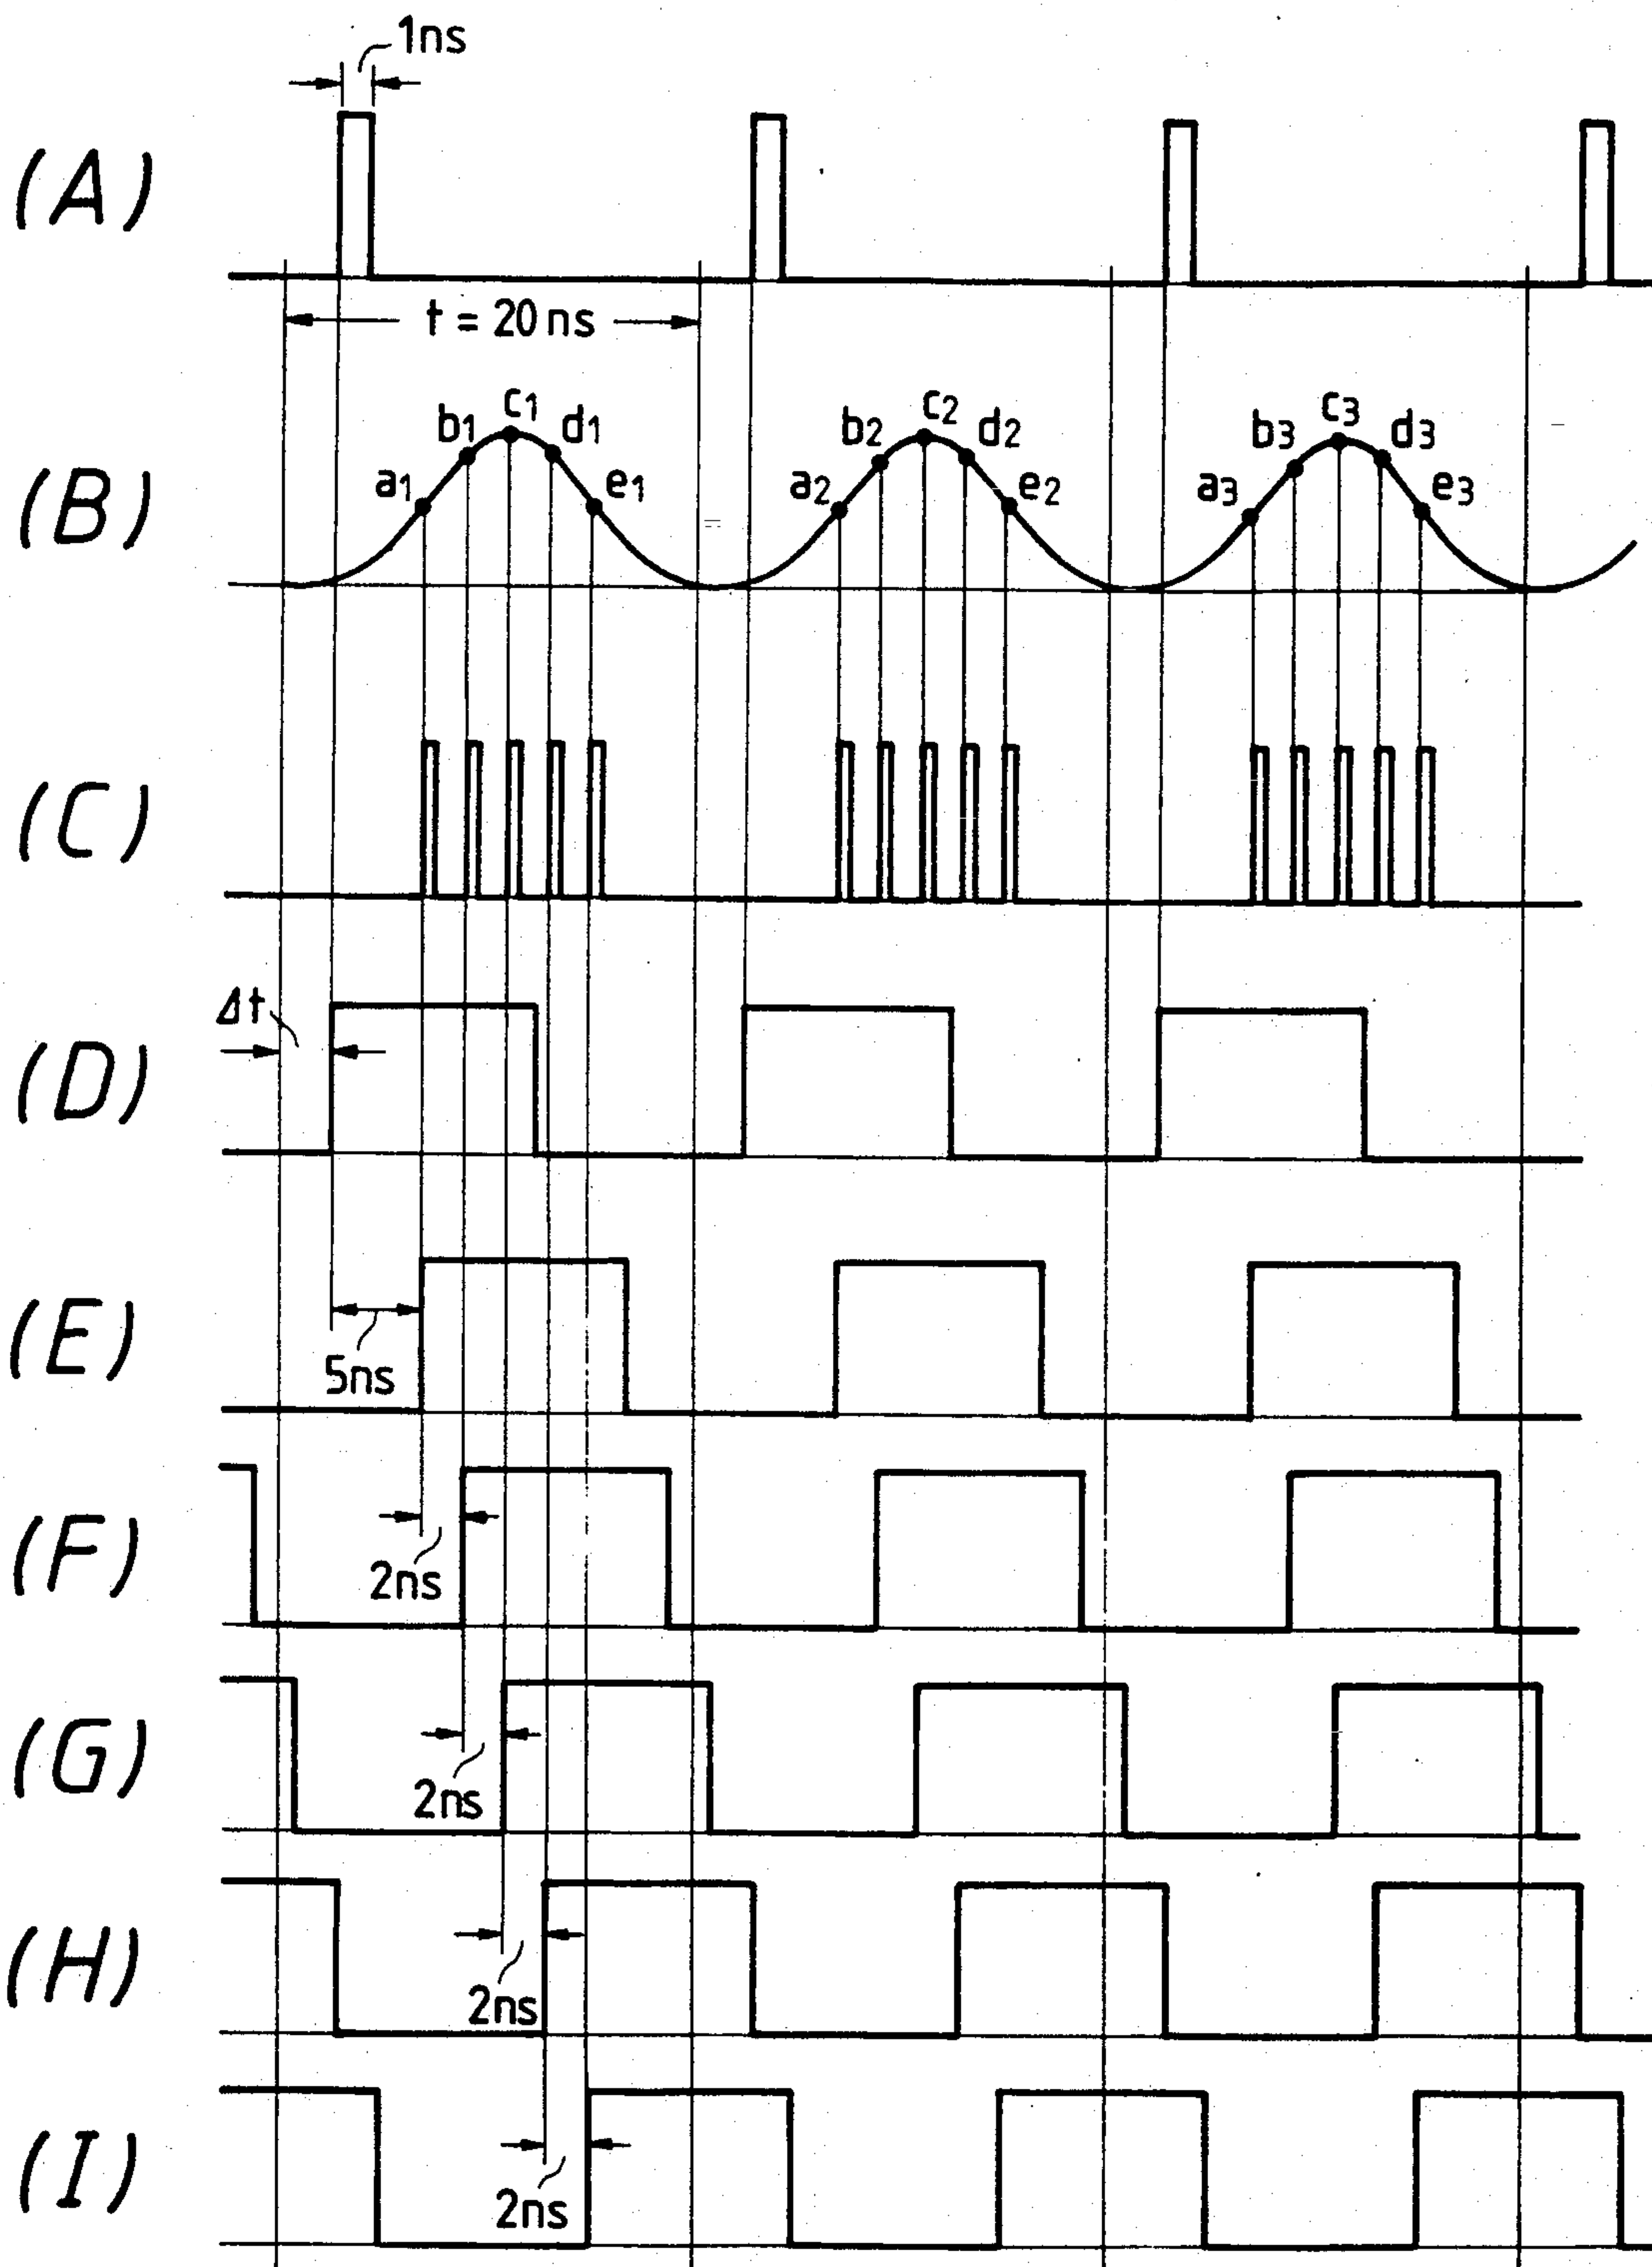 1ns
(A)
t = 20 ns
(B)
a1 b1 c1 d1 e1
a2 b2 c2 d2 e2
a3 b3 c3 d3 e3
(C)
Δt
(D)
(E)
5ns
(F)
2ns
(G)
2ns
(H)
2ns
(I)
2ns